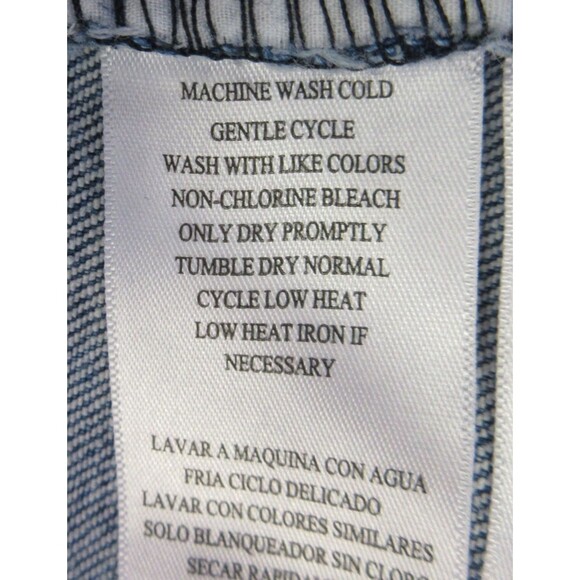 MACHINE WASH COLD
GENTLE CYCLE
WASH WITH LIKE COLORS
NON-CHLORINE BLEACH
ONLY DRY PROMPTLY
TUMBLE DRY NORMAL
CYCLE LOW HEAT
LOW HEAT IRON IF
NECESSARY
LAVAR A MAQUINA CON AGUA
FRIA CICLO DELICADO
LAVAR CON COLORES SIMILARES
SOLO BLANQUEADOR SIN CLORO
SECAR